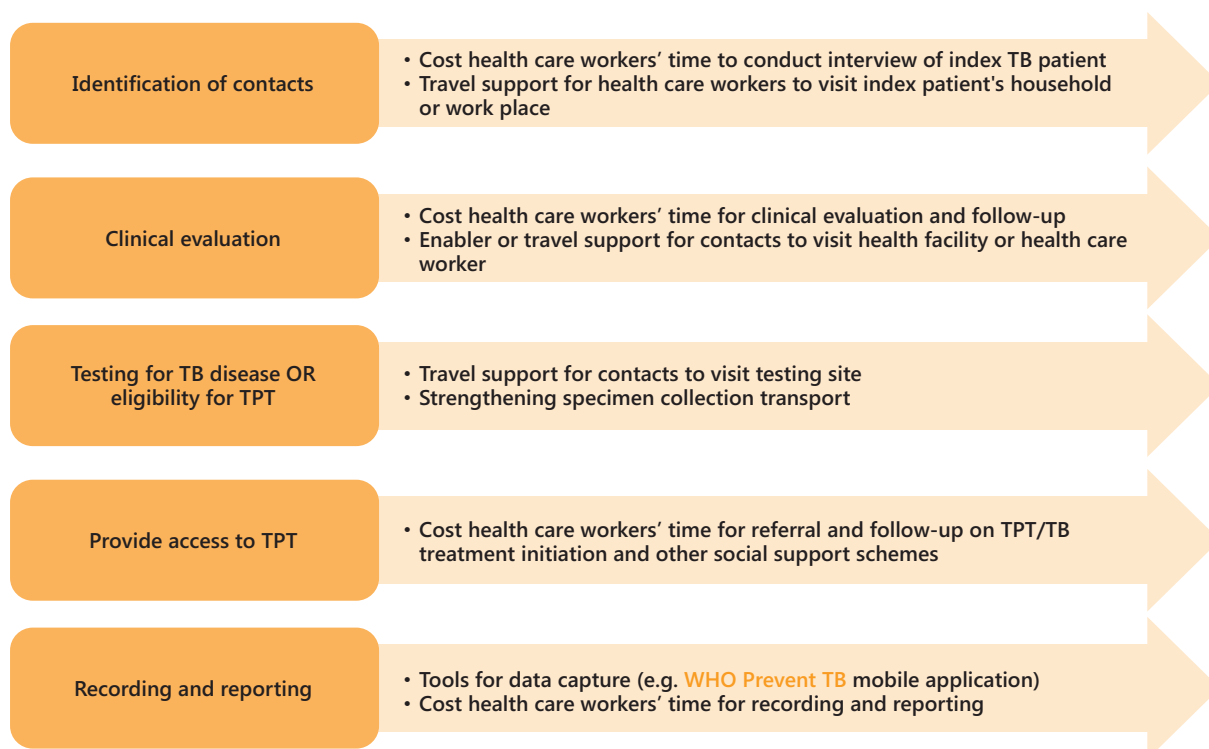 Identification of contacts
• Cost health care workers’ time to conduct interview of index TB patient
• Travel support for health care workers to visit index patient's household
or work place
Clinical evaluation
• Cost health care workers’ time for clinical evaluation and follow-up
• Enabler or travel support for contacts to visit health facility or health care
worker
Testing for TB disease OR
eligibility for TPT
• Travel support for contacts to visit testing site
• Strengthening specimen collection transport
Provide access to TPT
• Cost health care workers’ time for referral and follow-up on TPT/TB
treatment initiation and other social support schemes
Recording and reporting
• Tools for data capture (e.g. WHO Prevent TB mobile application)
• Cost health care workers’ time for recording and reporting